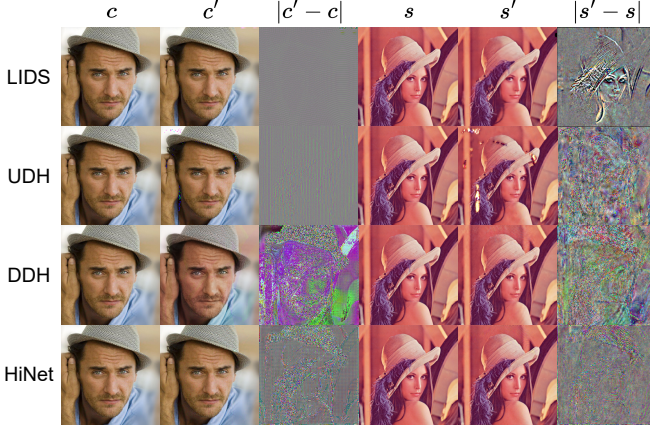 c c′ |c′ − c| s s′ |s′ − s|
LIDS
UDH
DDH
HiNet